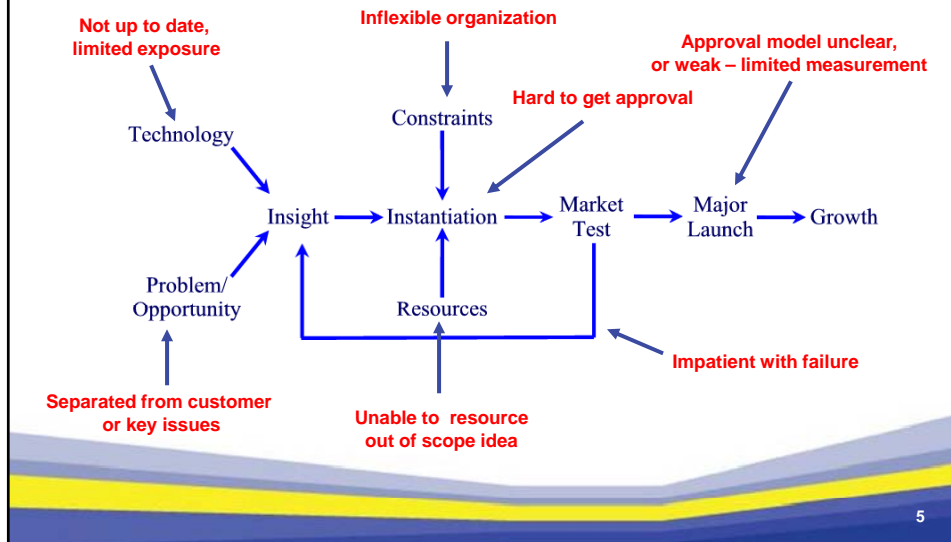 Not up to date,
limited exposure
Inflexible organization
Approval model unclear,
or weak – limited measurement
Hard to get approval
Technology
Constraints
Insight
Instantiation
Market
Test
Major
Launch
Growth
Problem/
Opportunity
Resources
Impatient with failure
Separated from customer
or key issues
Unable to  resource
out of scope idea
5